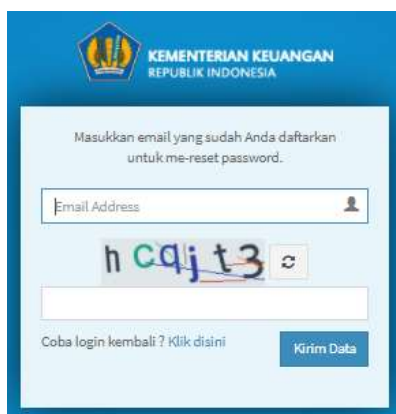 KEMENTERIAN KEUANGAN
REPUBLIK INDONESIA
Masukkan email yang sudah Anda daftarkan
untuk me-reset password.
Email Address
hcqjt3
Coba login kembali ? Klik disini
Kirim Data